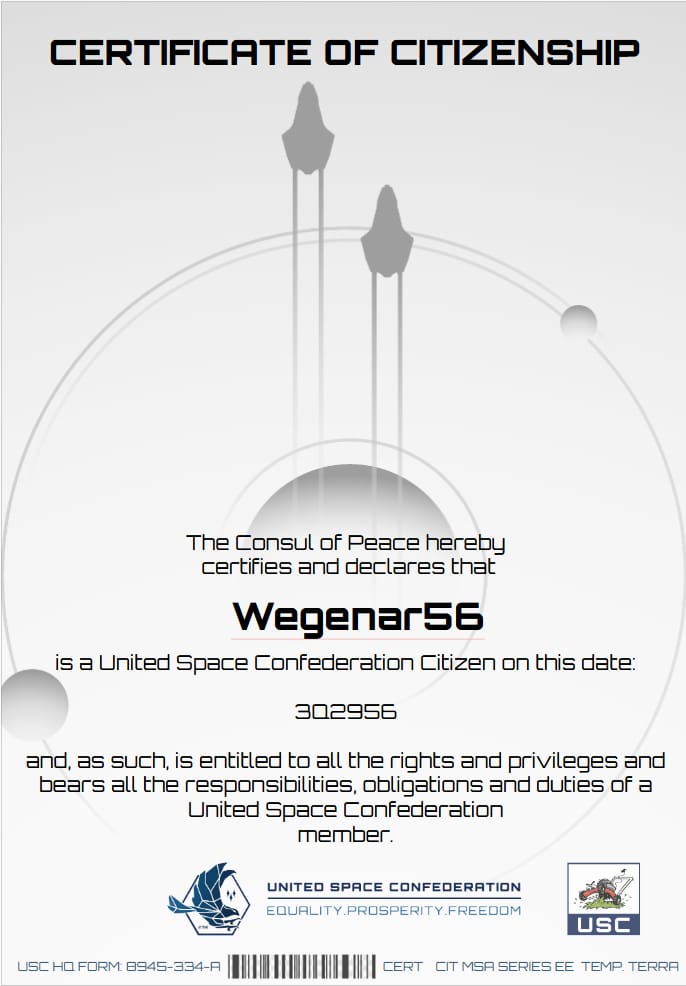 CERTIFICATE OF CITIZENSHIP
The Consul of Peace hereby
certifies and declares that
Wegenar56
is a United Space Confederation Citizen on this date:
3Q2956
and, as such, is entitled to all the rights and privileges and
bears all the responsibilities, obligations and duties of a
United Space Confederation
member.
UNITED SPACE CONFEDERATION
EQUALITY.PROSPERITY.FREEDOM
7
USC
USC HQ FORM: 8945-334-A CERT CIT MSA SERIES EE TEMP. TERRA